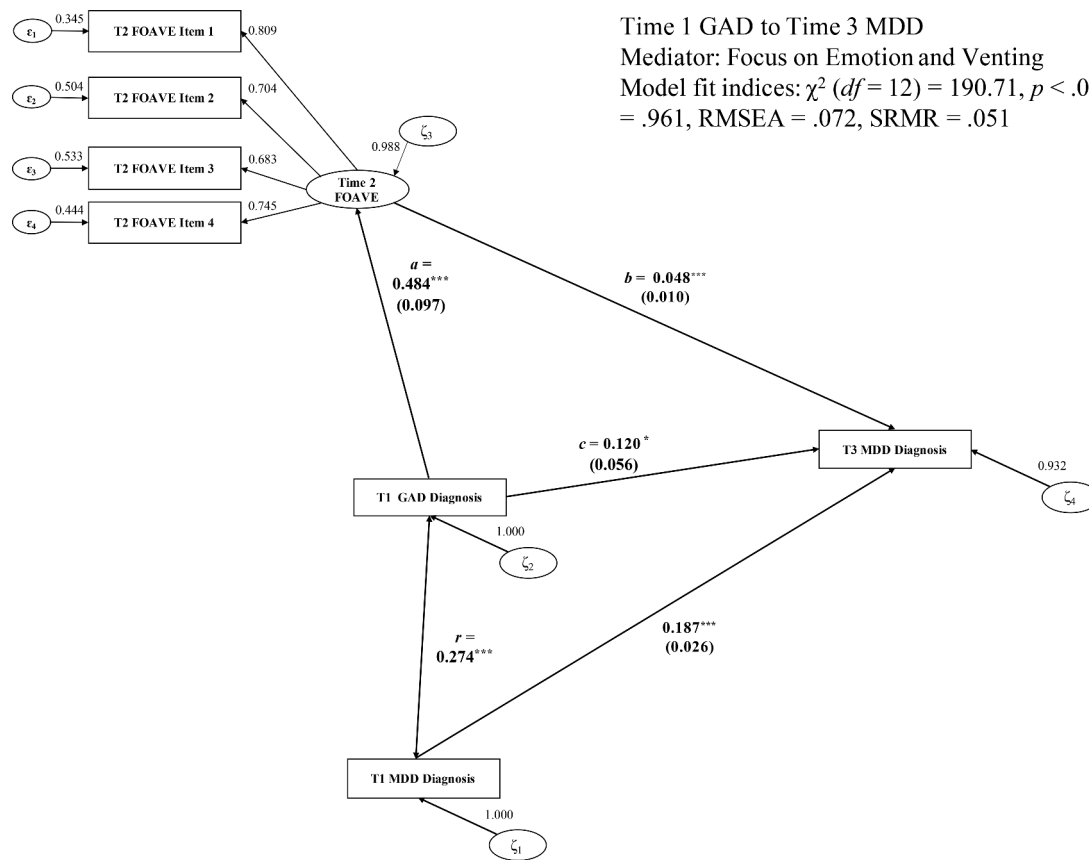 Time 1 GAD to Time 3 MDD
Mediator: Focus on Emotion and Venting
Model fit indices: χ² (df = 12) = 190.71, p < .0
= .961, RMSEA = .072, SRMR = .051
ε₁
0.345
T2 FOAVE Item 1
0.809
ε₂
0.504
T2 FOAVE Item 2
0.704
ε₃
0.533
T2 FOAVE Item 3
0.683
ε₄
0.444
T2 FOAVE Item 4
0.745
ζ₃
0.988
Time 2
FOAVE
a =
0.484***
(0.097)
b = 0.048***
(0.010)
c = 0.120 *
(0.056)
T3 MDD Diagnosis
0.932
ζ₄
T1 GAD Diagnosis
1.000
ζ₂
r =
0.274***
0.187***
(0.026)
T1 MDD Diagnosis
1.000
ζ₁